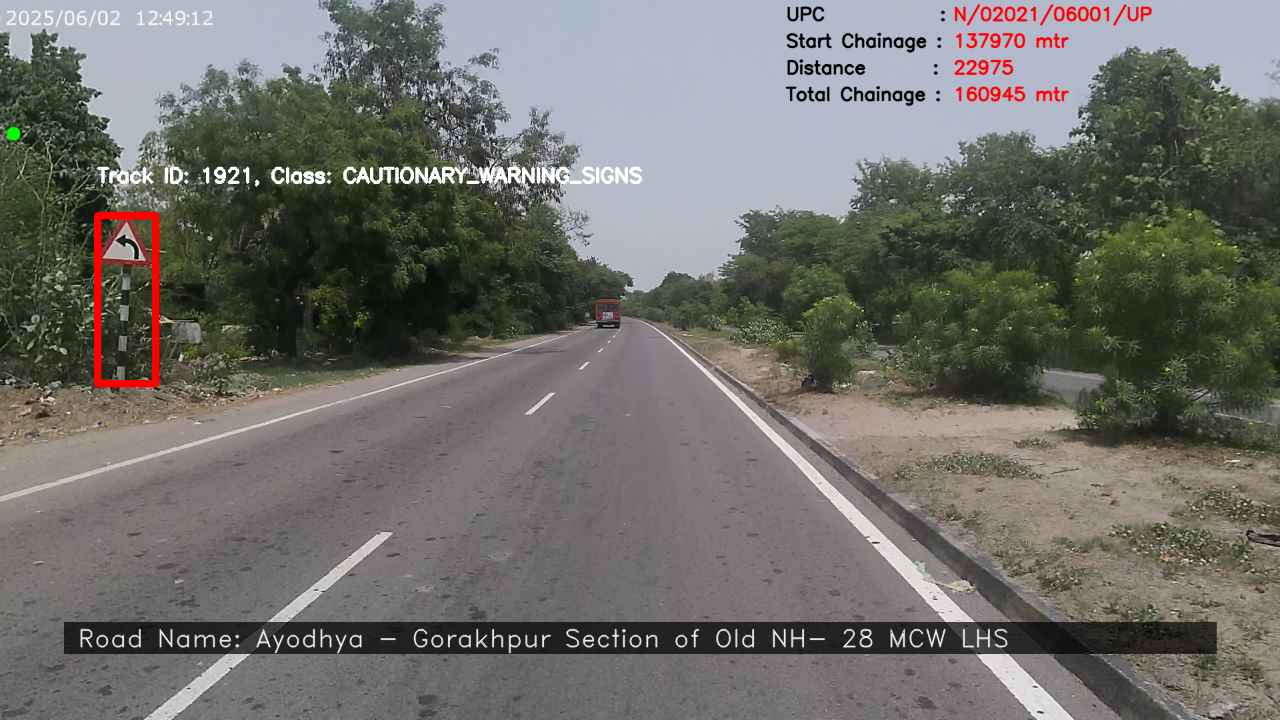 2025/06/02 12:49:12
UPC : N/02021/06001/UP
Start Chainage : 137970 mtr
Distance : 22975
Total Chainage : 160945 mtr
Track ID: 1921, Class: CAUTIONARY_WARNING_SIGNS
Road Name: Ayodhya - Gorakhpur Section of Old NH- 28 MCW LHS